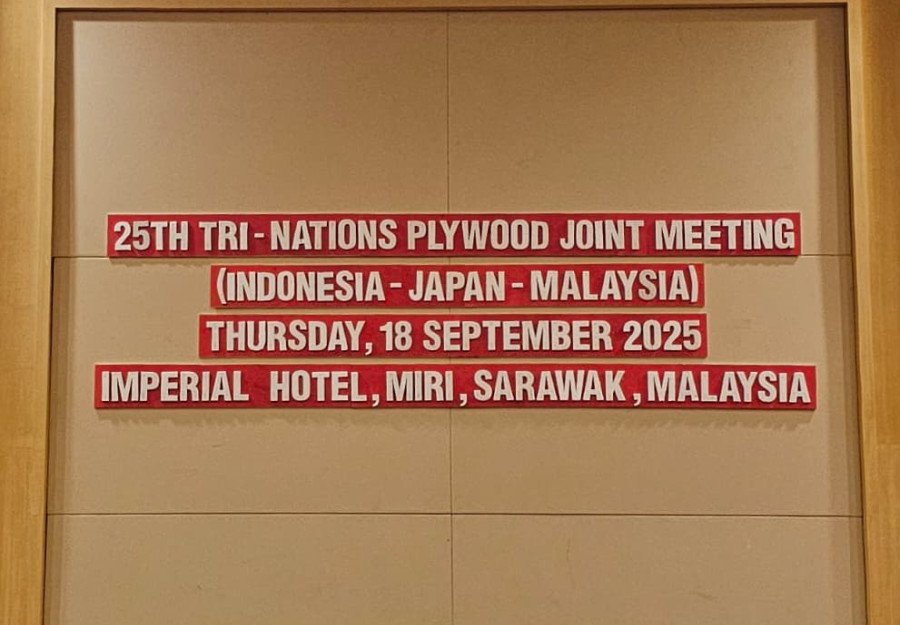 25TH TRI-NATIONS PLYWOOD JOINT MEETING
(INDONESIA-JAPAN-MALAYSIA)
THURSDAY, 18 SEPTEMBER 2025
IMPERIAL HOTEL, MIRI, SARAWAK, MALAYSIA